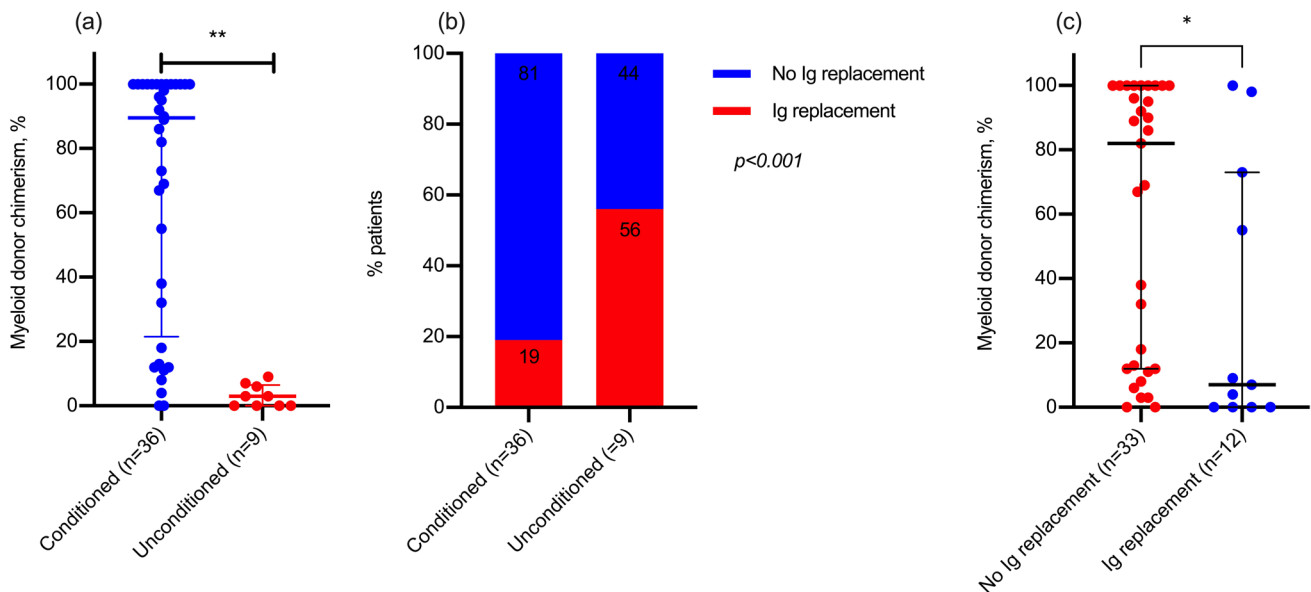 (a)
**
Myeloid donor chimerism, %
100
80
60
40
20
0
Conditioned (n=36)
Unconditioned (n=9)
(b)
% patients
100
80
60
40
20
0
81
19
44
56
Conditioned (n=36)
Unconditioned (=9)
No Ig replacement
Ig replacement
p<0.001
(c)
*
Myeloid donor chimerism, %
100
80
60
40
20
0
No Ig replacement (n=33)
Ig replacement (n=12)